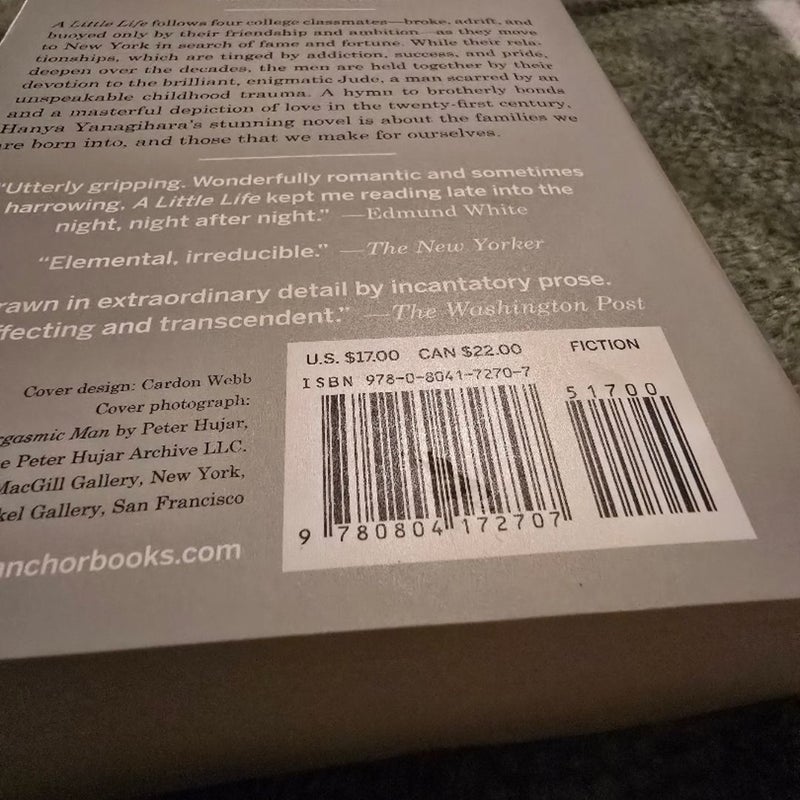 A Little Life follows four college classmates—broke, adrift, and
buoyed only by their friendship and ambition—as they move
to New York in search of fame and fortune. While their rela-
tionships, which are tinged by addiction, success, and pride,
deepen over the decades, the men are held together by their
devotion to the brilliant, enigmatic Jude, a man scarred by an
unspeakable childhood trauma. A hymn to brotherly bonds
and a masterful depiction of love in the twenty-first century,
Hanya Yanagihara's stunning novel is about the families we
re born into, and those that we make for ourselves.
"Utterly gripping. Wonderfully romantic and sometimes
harrowing, A Little Life kept me reading late into the
night, night after night." —Edmund White
"Elemental, irreducible." —The New Yorker
rawn in extraordinary detail by incantatory prose.
ffecting and transcendent." —The Washington Post
Cover design: Cardon Webb
Cover photograph:
rgasmic Man by Peter Hujar,
e Peter Hujar Archive LLC.
MacGill Gallery, New York,
kel Gallery, San Francisco
anchorbooks.com
U.S. $17.00 CAN $22.00 FICTION
ISBN 978-0-8041-7270-7
51700
9 780804 172707